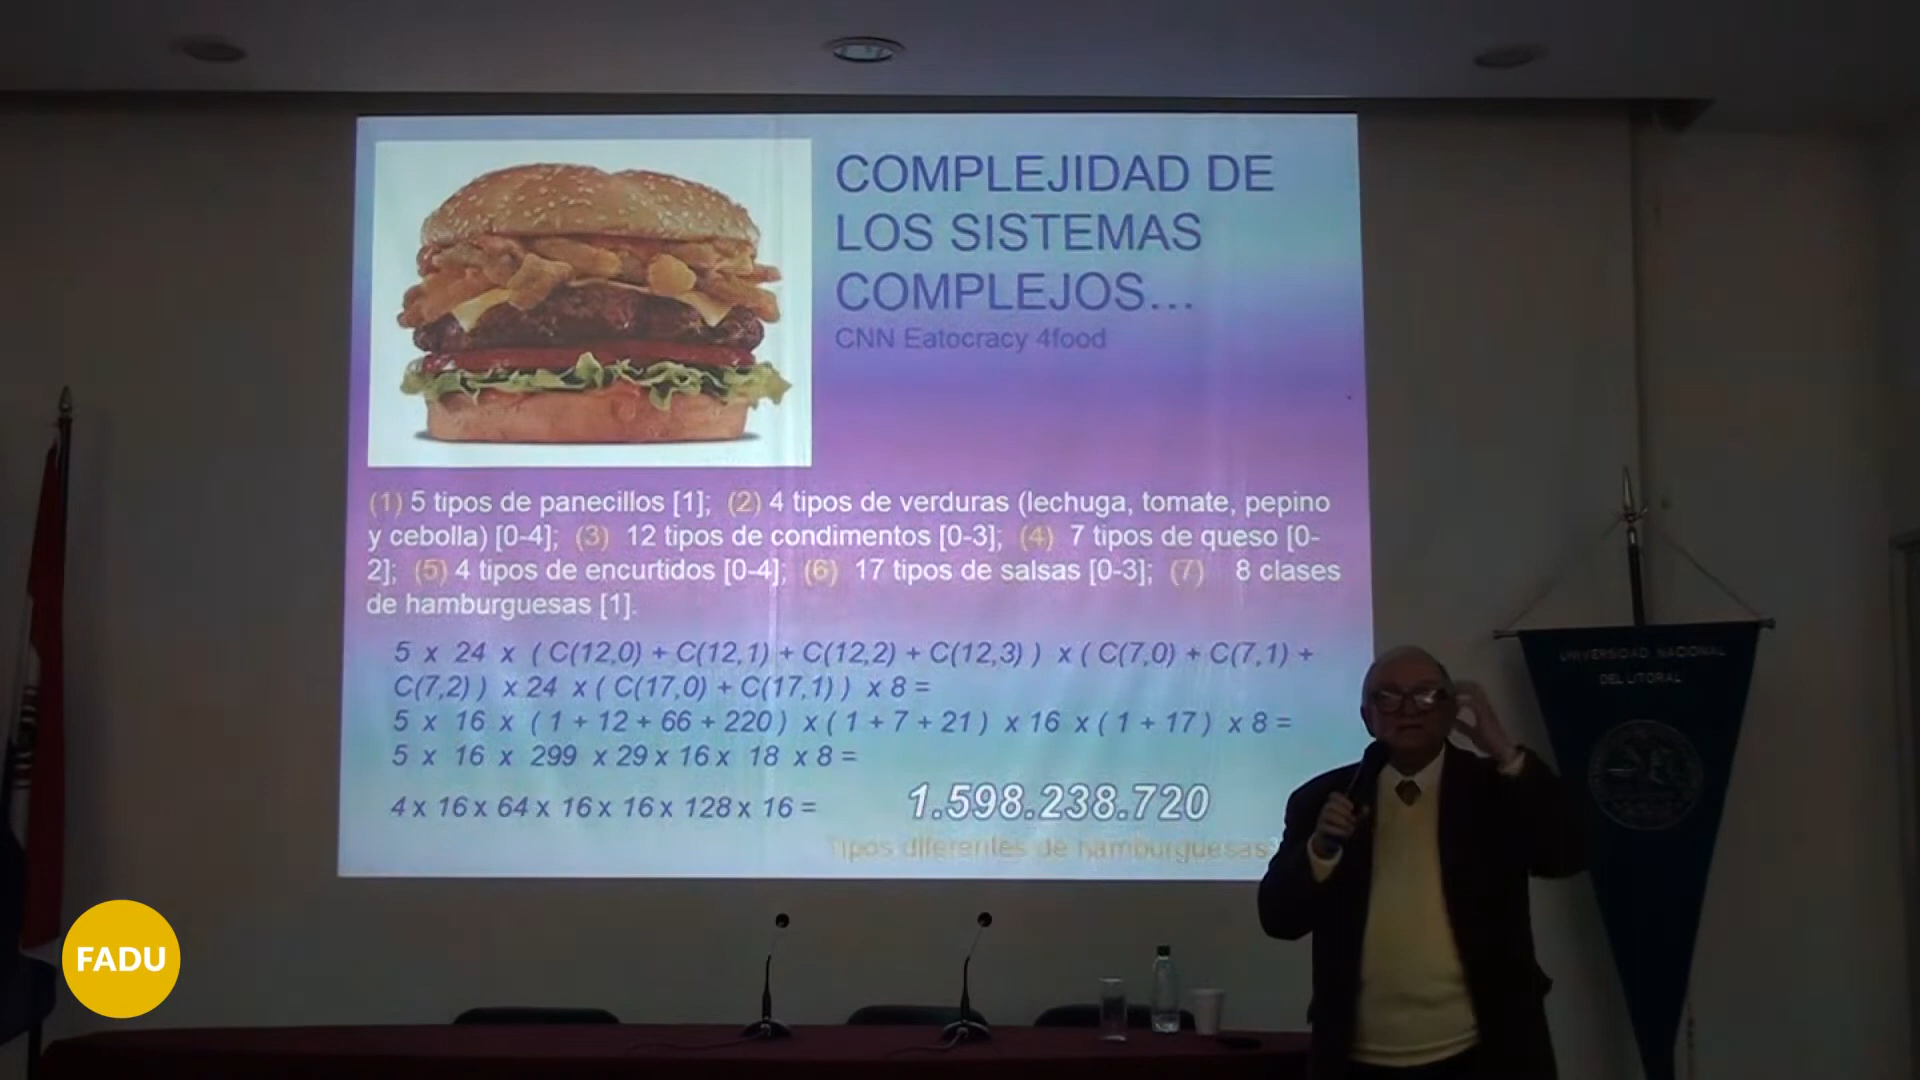 COMPLEJIDAD DE
LOS SISTEMAS
COMPLEJOS...
CNN Eatocracy 4food
(1) 5 tipos de panecillos [1]; (2) 4 tipos de verduras (lechuga, tomate, pepino
y cebolla) [0-4]; (3) 12 tipos de condimentos [0-3]; (4) 7 tipos de queso [0-
2]; (5) 4 tipos de encurtidos [0-4]; (6) 17 tipos de salsas [0-3]; (7) 8 clases
de hamburguesas [1].
5 x 24 x ( C(12,0) + C(12,1) + C(12,2) + C(12,3) ) x ( C(7,0) + C(7,1) +
C(7,2) ) x 24 x ( C(17,0) + C(17,1) ) x 8 =
5 x 16 x ( 1 + 12 + 66 + 220 ) x ( 1 + 7 + 21 ) x 16 x ( 1 + 17 ) x 8 =
5 x 16 x 299 x 29 x 16 x 18 x 8 =
4 x 16 x 64 x 16 x 16 x 128 x 16 = 1.598.238.720
Tipos diferentes de hamburguesas
UNIVERSIDAD NACIONAL
DEL LITORAL
FADU